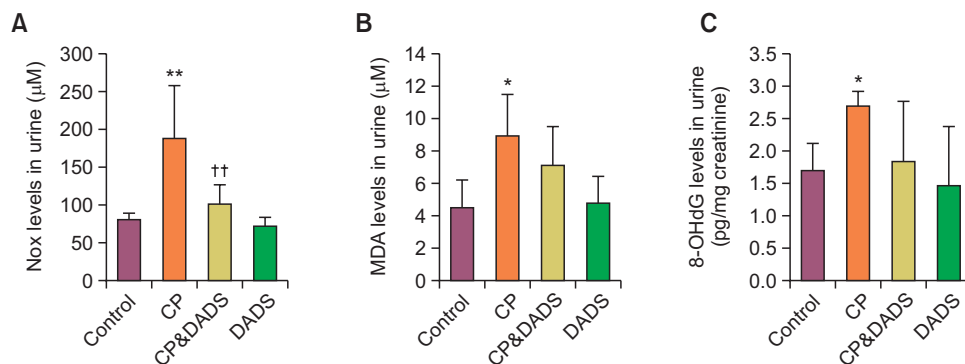 A
Nox levels in urine (µM)
300
250
200
150
100
50
0
**
††
Control
CP
CP&DADS
DADS
B
MDA levels in urine (µM)
14
12
10
8
6
4
2
0
*
Control
CP
CP&DADS
DADS
C
8-OHdG levels in urine
(pg/mg creatinine)
3.5
3.0
2.5
2.0
1.5
1.0
0.5
0.0
*
Control
CP
CP&DADS
DADS